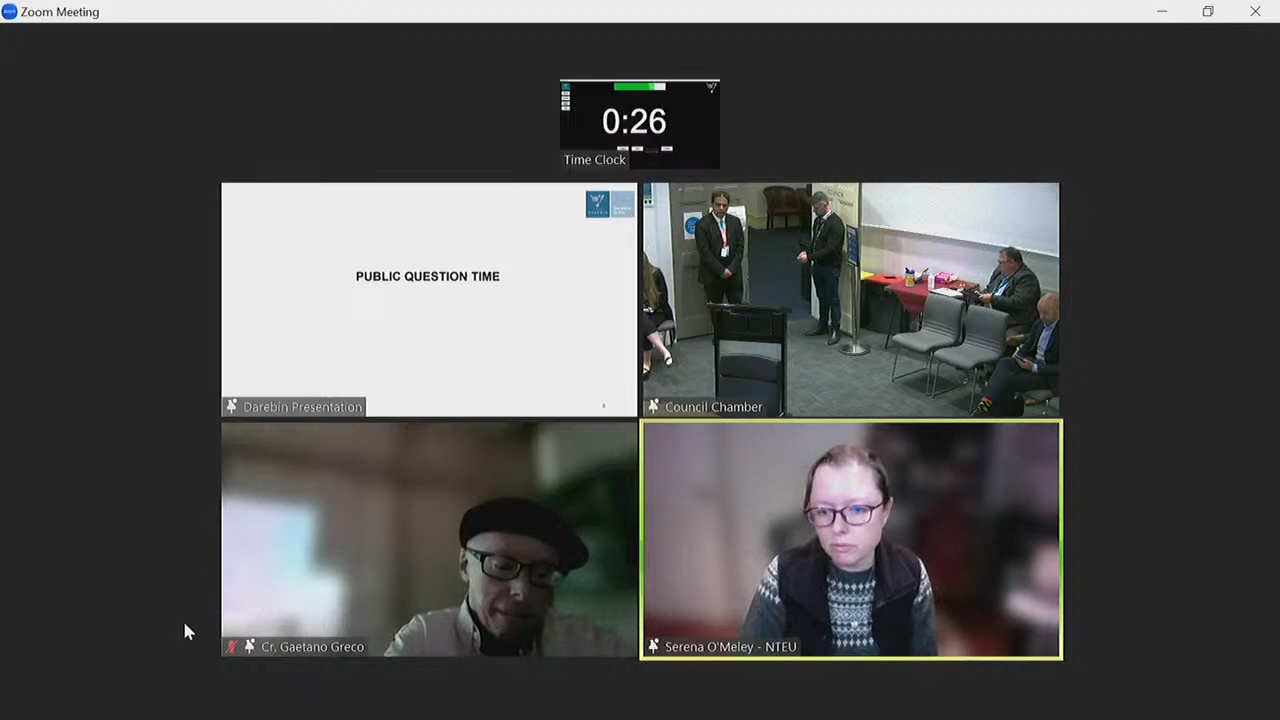 Zoom Meeting
0:26
Time Clock
PUBLIC QUESTION TIME
Darebin Presentation
Council Chamber
Cr. Gaetano Greco
Serena O'Meley - NTEU